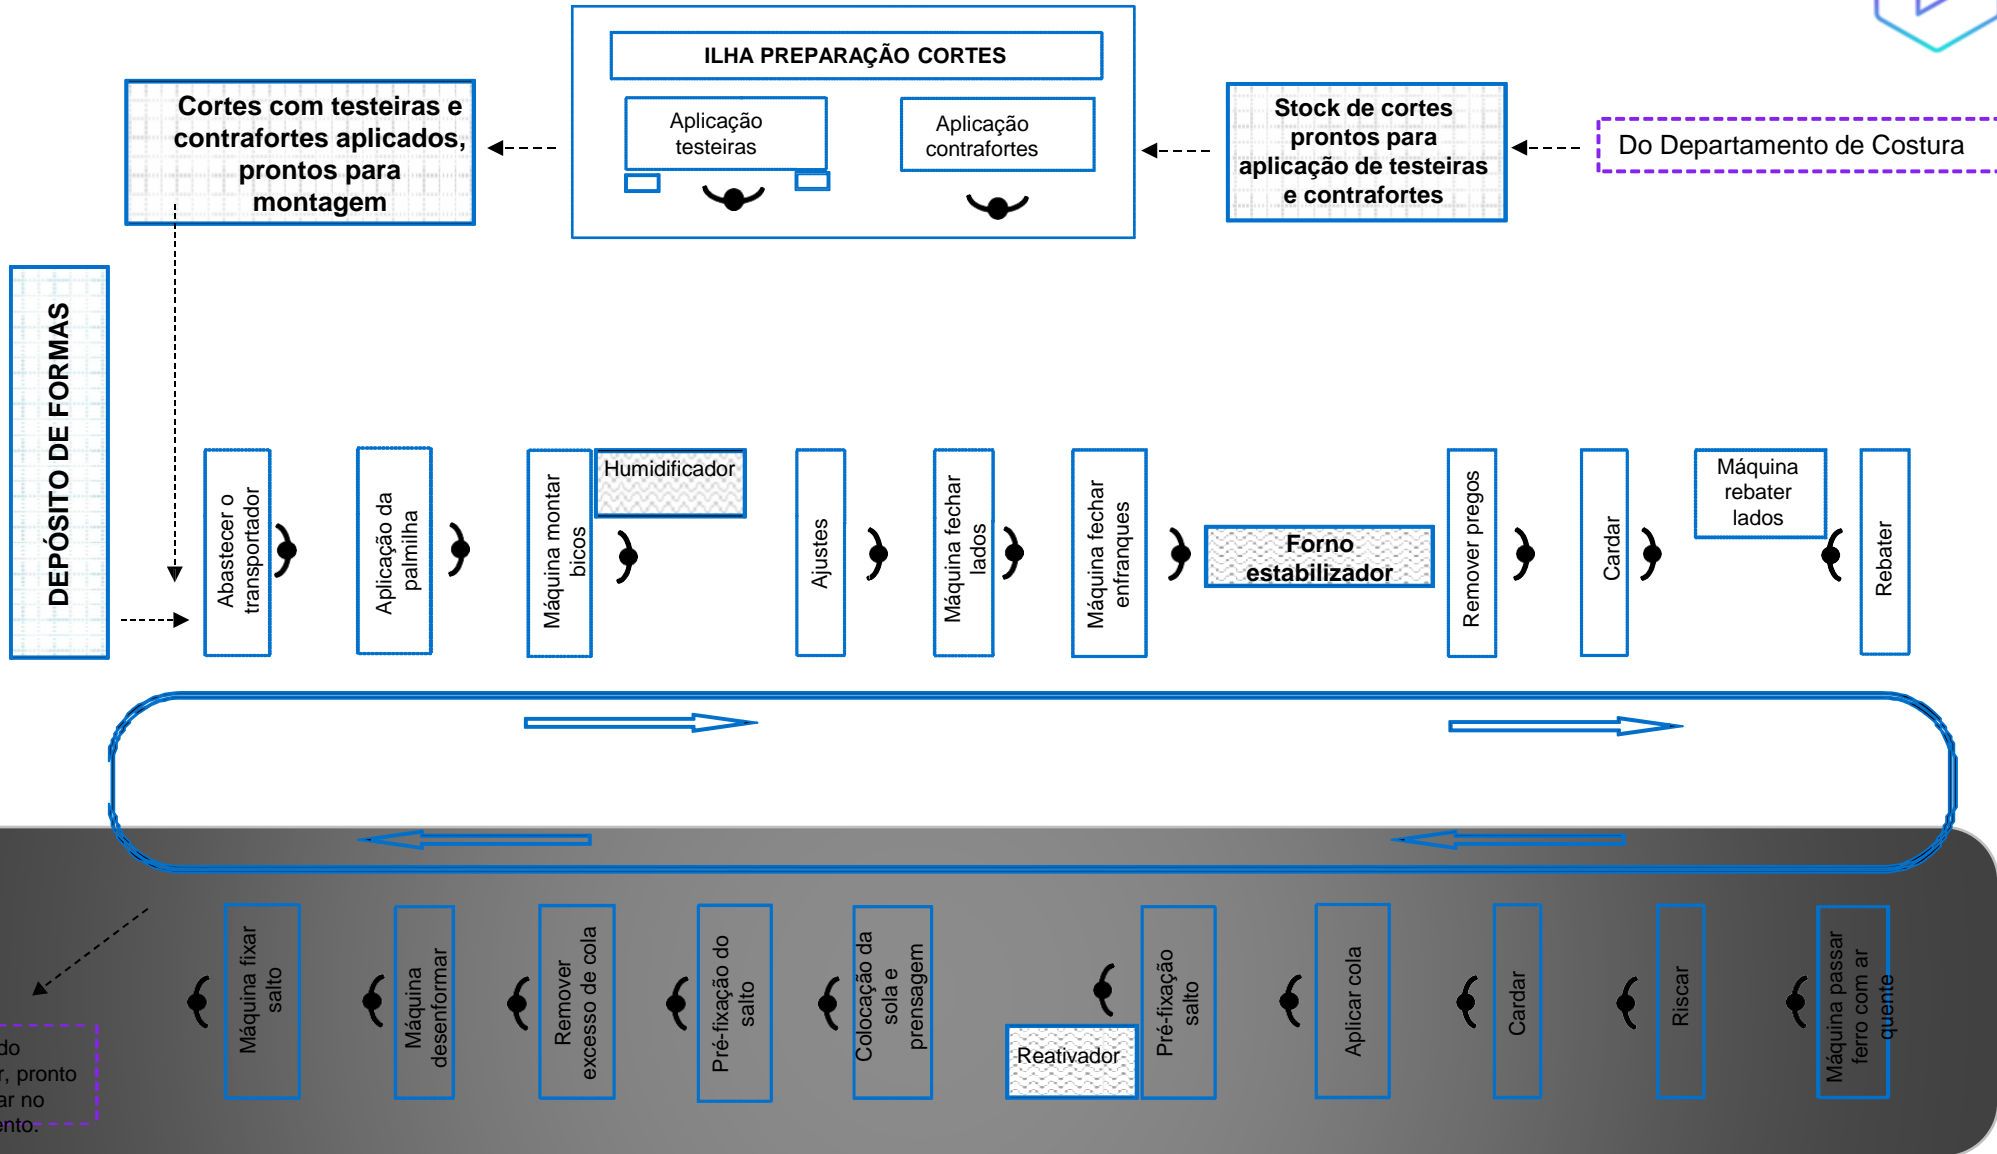 ILHA PREPARAÇÃO CORTES
Cortes com testeiras e
contrafortes aplicados,
prontos para
montagem
Aplicação
testeiras
Aplicação
contrafortes
Stock de cortes
prontos para
aplicação de testeiras
e contrafortes
Do Departamento de Costura
DEPÓSITO DE FORMAS
Abastecer o
transportador
Aplicação da
palmilha
Máquina montar
bicos
Humidificador
Ajustes
Máquina fechar
lados
Máquina fechar
enfranques
Forno
estabilizador
Remover pregos
Cardar
Máquina
rebater
lados
Rebater
Máquina fixar
salto
Máquina
desenformar
Remover
excesso de cola
Pré-fixação do
salto
Colocação da
sola e
prensagem
Reativador
Pré-fixação
salto
Aplicar cola
Cardar
Riscar
Máquina passar
ferro com ar
quente
do
, pronto
no